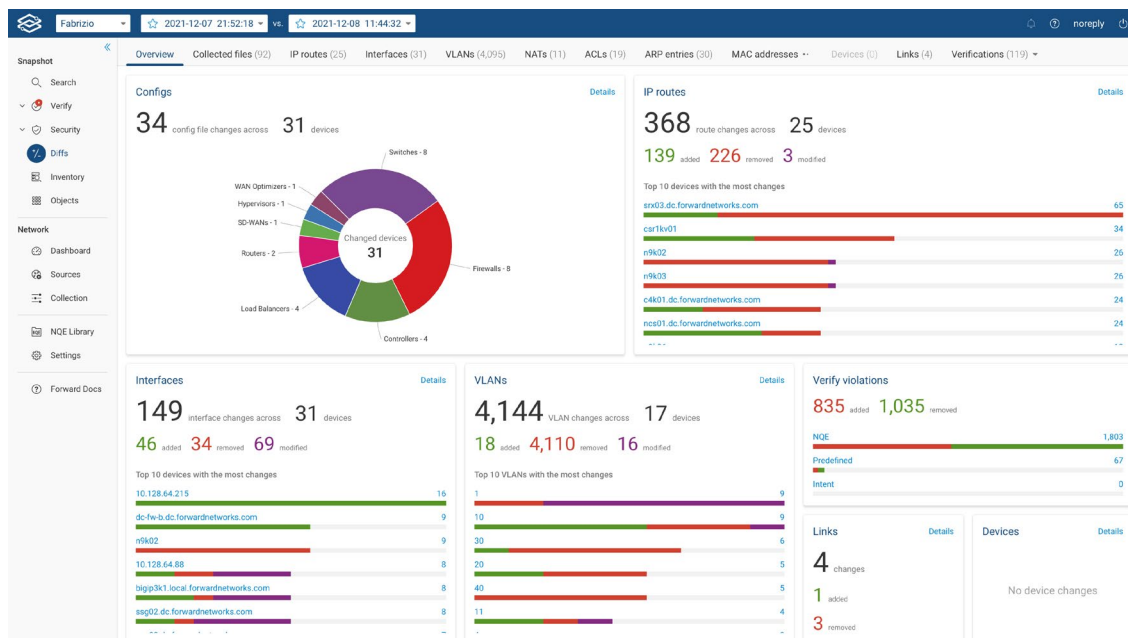 Fabrizio 2021-12-07 21:52:18 vs. 2021-12-08 11:44:32 noreply
Overview Collected files (92) IP routes (25) Interfaces (31) VLANs (4,095) NATs (11) ACLs (19) ARP entries (30) MAC addresses Devices (0) Links (4) Verifications (119)
Snapshot
Search
Verify
Security
Diffs
Inventory
Objects
Network
Dashboard
Sources
Collection
NQE Library
Settings
Forward Docs
Configs Details
34 config file changes across 31 devices
Switches - 8
WAN Optimizers - 1
Hypervisors - 1
SD-WANs - 1
Routers - 2
Load Balancers - 4
Controllers - 4
Firewalls - 8
Changed devices
31
IP routes Details
368 route changes across 25 devices
139 added 226 removed 3 modified
Top 10 devices with the most changes
srx03.dc.forwardnetworks.com 65
csr1kv01 34
n9k02 26
n9k03 26
c4k01.dc.forwardnetworks.com 24
ncs01.dc.forwardnetworks.com 24
Interfaces Details
149 interface changes across 31 devices
46 added 34 removed 69 modified
Top 10 devices with the most changes
10.128.64.215 16
dc-fw-b.dc.forwardnetworks.com 9
n9k02 9
10.128.64.88 8
bigip3k1.local.forwardnetworks.com 8
ssg02.dc.forwardnetworks.com 8
VLANs Details
4,144 VLAN changes across 17 devices
18 added 4,110 removed 16 modified
Top 10 VLANs with the most changes
1 9
10 9
30 6
20 5
40 5
11 4
Verify violations
835 added 1,035 removed
NQE 1,803
Predefined 67
Intent 0
Links Details
4 changes
1 added
3 removed
Devices Details
No device changes